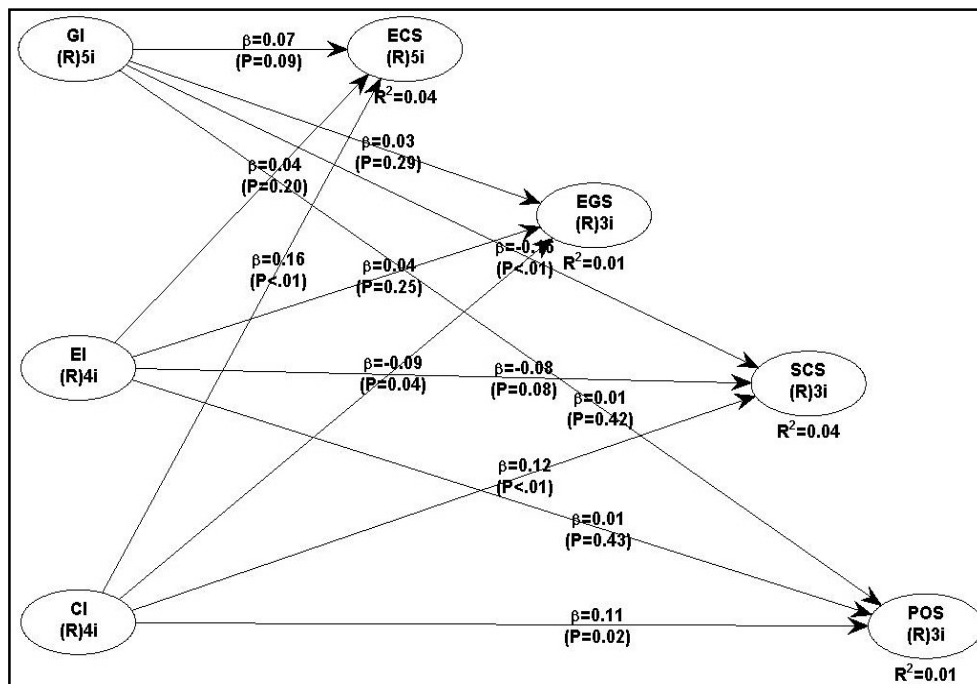 GI
(R)5i
β=0.07
(P=0.09)
ECS
(R)5i
R²=0.04
β=0.03
(P=0.29)
β=0.04
(P=0.20)
EGS
(R)3i
R²=0.01
β=-0.16
(P<.01)
β=0.16
(P<.01)
β=0.04
(P=0.25)
EI
(R)4i
β=-0.09
(P=0.04)
β=-0.08
(P=0.08)
SCS
(R)3i
R²=0.04
β=0.01
(P=0.42)
β=0.12
(P<.01)
β=0.01
(P=0.43)
CI
(R)4i
β=0.11
(P=0.02)
POS
(R)3i
R²=0.01